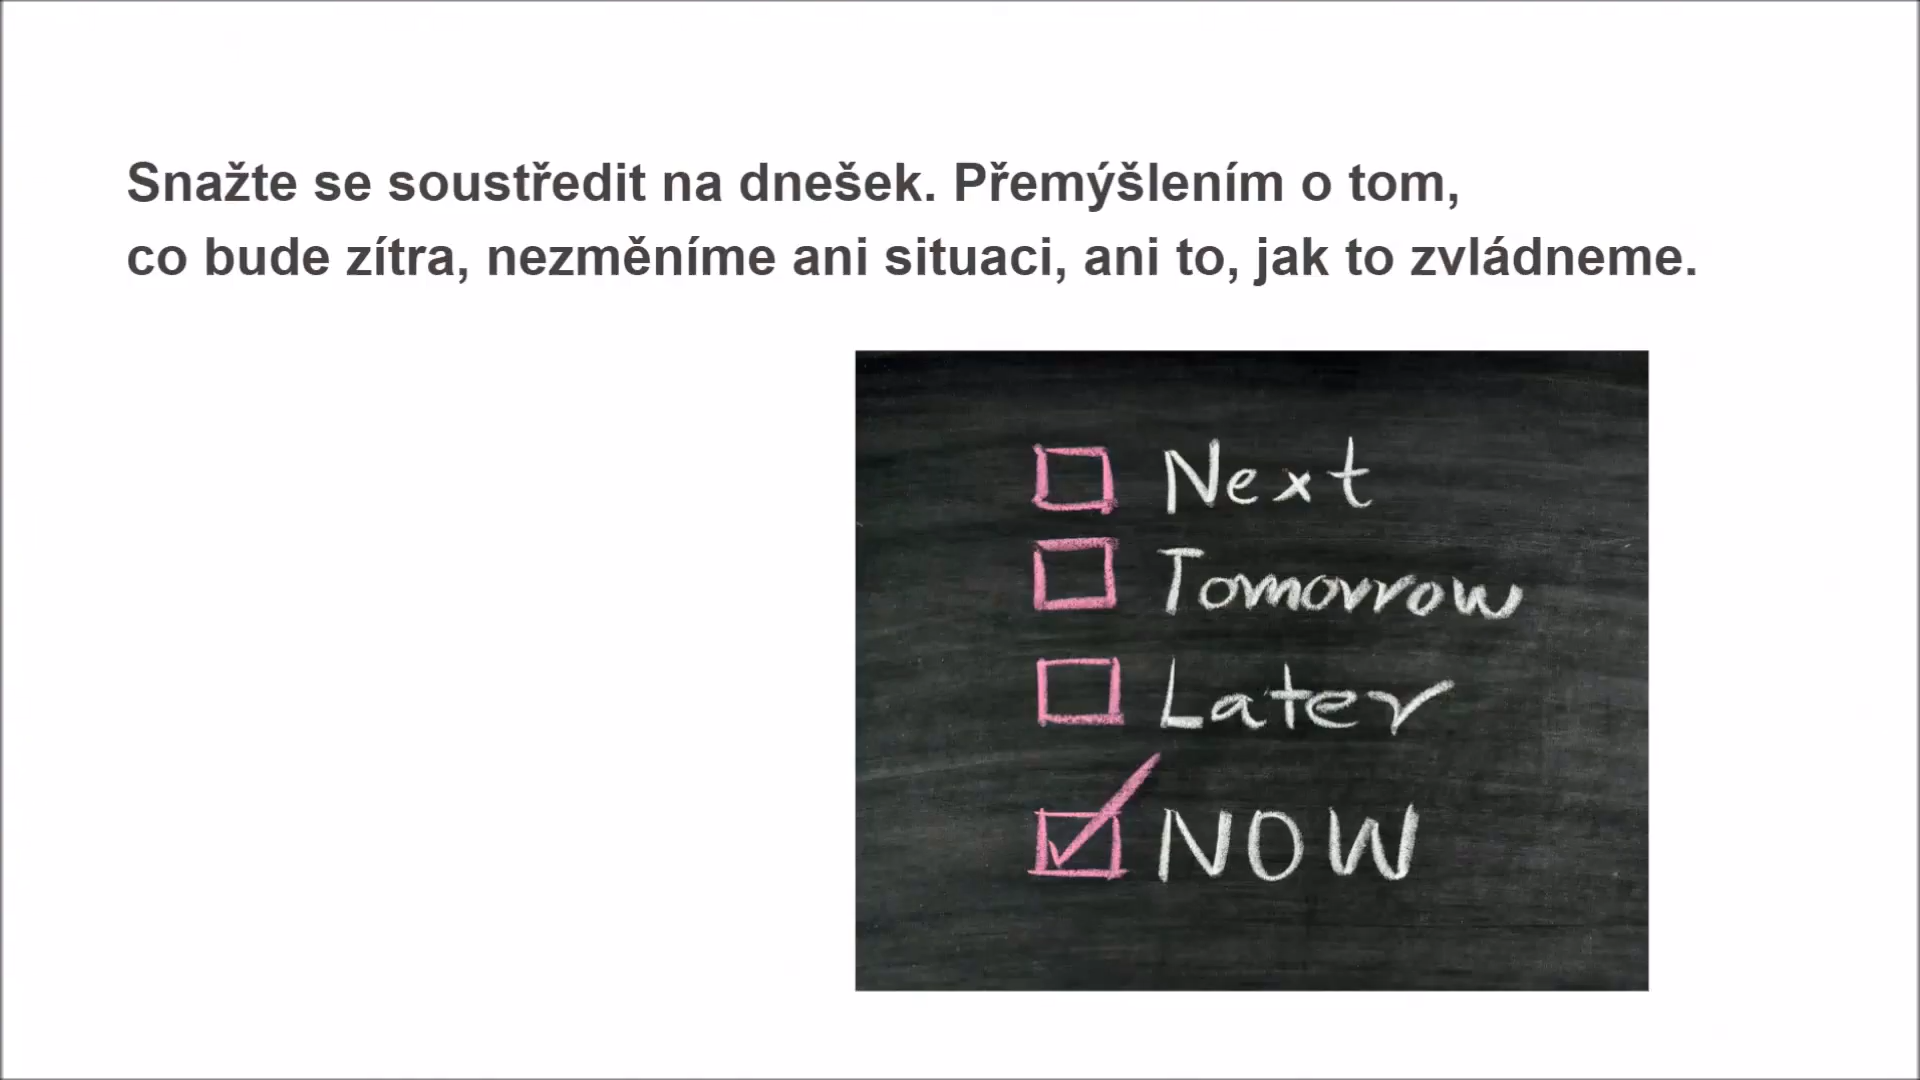 Snažte se soustředit na dnešek. Přemýšlením o tom,
co bude zítra, nezměníme ani situaci, ani to, jak to zvládneme.
Next
Tomorrow
Later
NOW